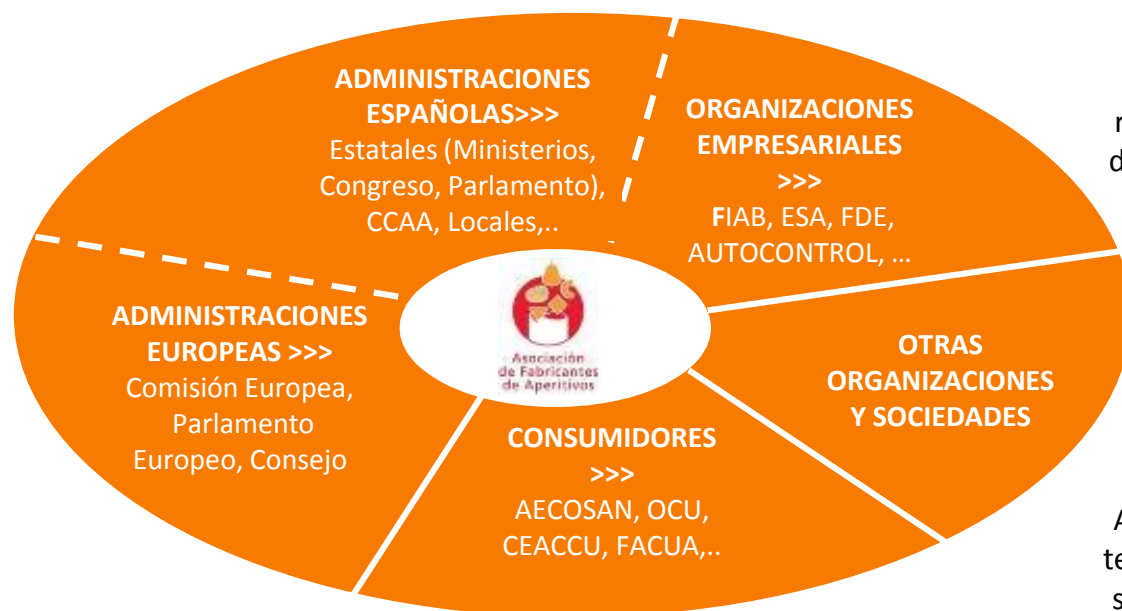 ADMINISTRACIONES
ESPAÑOLAS>>>
Estatales (Ministerios,
Congreso, Parlamento),
CCAA, Locales,..
ORGANIZACIONES
EMPRESARIALES
>>>
FIAB, ESA, FDE,
AUTOCONTROL, ...
ADMINISTRACIONES
EUROPEAS >>>
Comisión Europea,
Parlamento
Europeo, Consejo
Asociación
de Fabricantes
de Aperitivos
OTRAS
ORGANIZACIONES
Y SOCIEDADES
CONSUMIDORES
>>>
AECOSAN, OCU,
CEACCU, FACUA,..